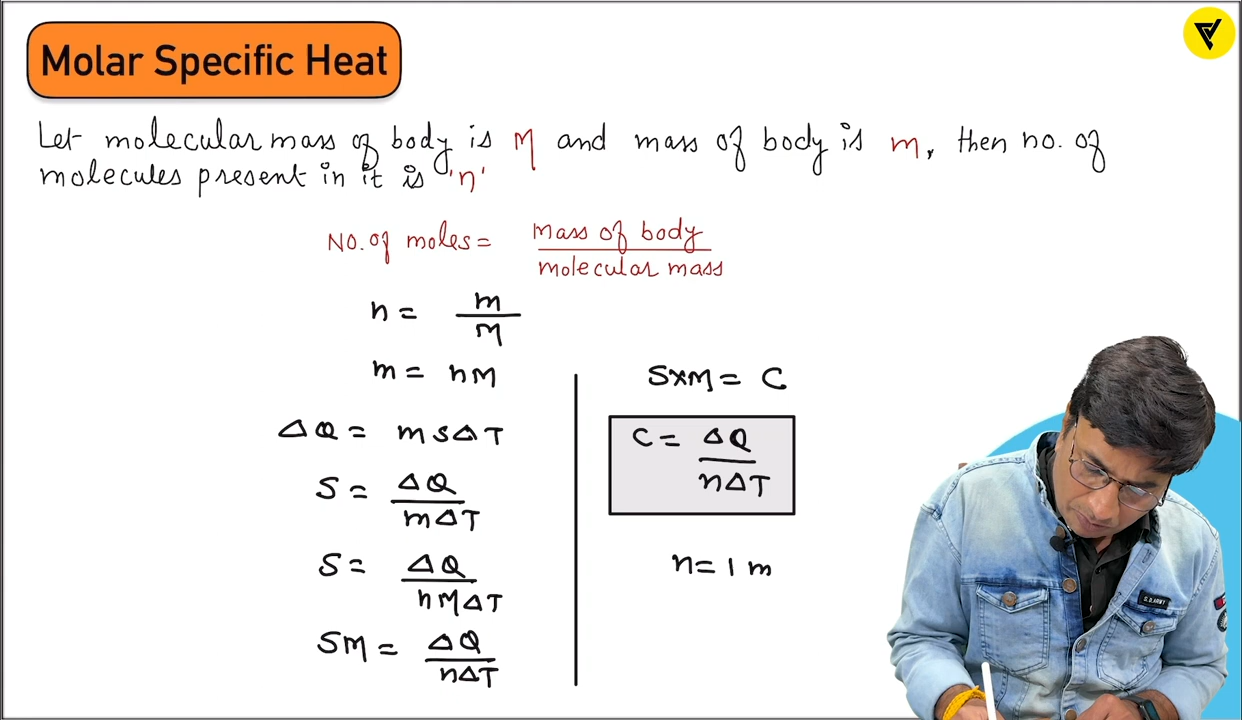 Molar Specific Heat
Let molecular mass of body is M and mass of body is m, then no. of
molecules present in it is 'n'
No. of moles = mass of body / molecular mass
n = m / M
m = nM
ΔQ = msΔT
S = ΔQ / mΔT
S = ΔQ / nMΔT
SM = ΔQ / nΔT
S×M = C
C = ΔQ / nΔT
n = 1 m